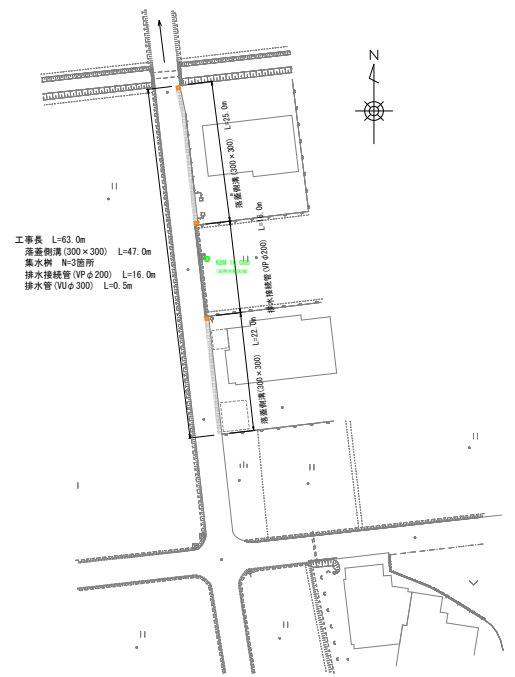 N
落蓋側溝(300×300)　L=25.0m
排水接続管(VPφ200)　L=16.0m
工事長　L=63.0m
落蓋側溝(300×300)　L=47.0m
集水桝　N=3箇所
排水接続管(VPφ200)　L=16.0m
排水管(VUφ300)　L=0.5m
落蓋側溝(300×300)　L=22.0m